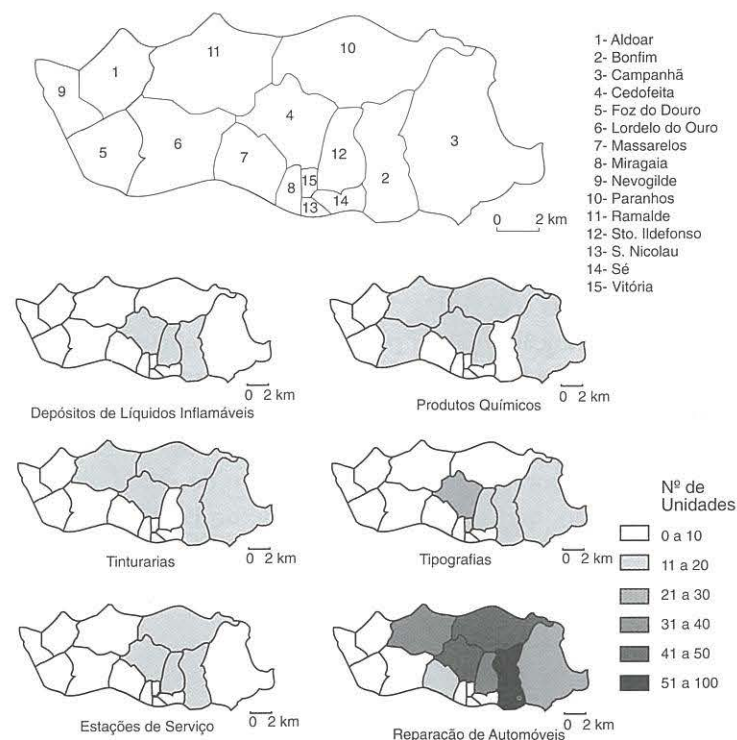 11
10
1
9
4
3
6
5
7
12
2
15
8
14
13
0 2 km
1- Aldoar
2- Bonfim
3- Campanhã
4- Cedofeita
5- Foz do Douro
6- Lordelo do Ouro
7- Massarelos
8- Miragaia
9- Nevogilde
10- Paranhos
11- Ramalde
12- Sto. Ildefonso
13- S. Nicolau
14- Sé
15- Vitória
0 2 km
Depósitos de Líquidos Inflamáveis
0 2 km
Produtos Químicos
0 2 km
Tinturarias
0 2 km
Tipografias
0 2 km
Estações de Serviço
0 2 km
Reparação de Automóveis
Nº de
Unidades
0 a 10
11 a 20
21 a 30
31 a 40
41 a 50
51 a 100